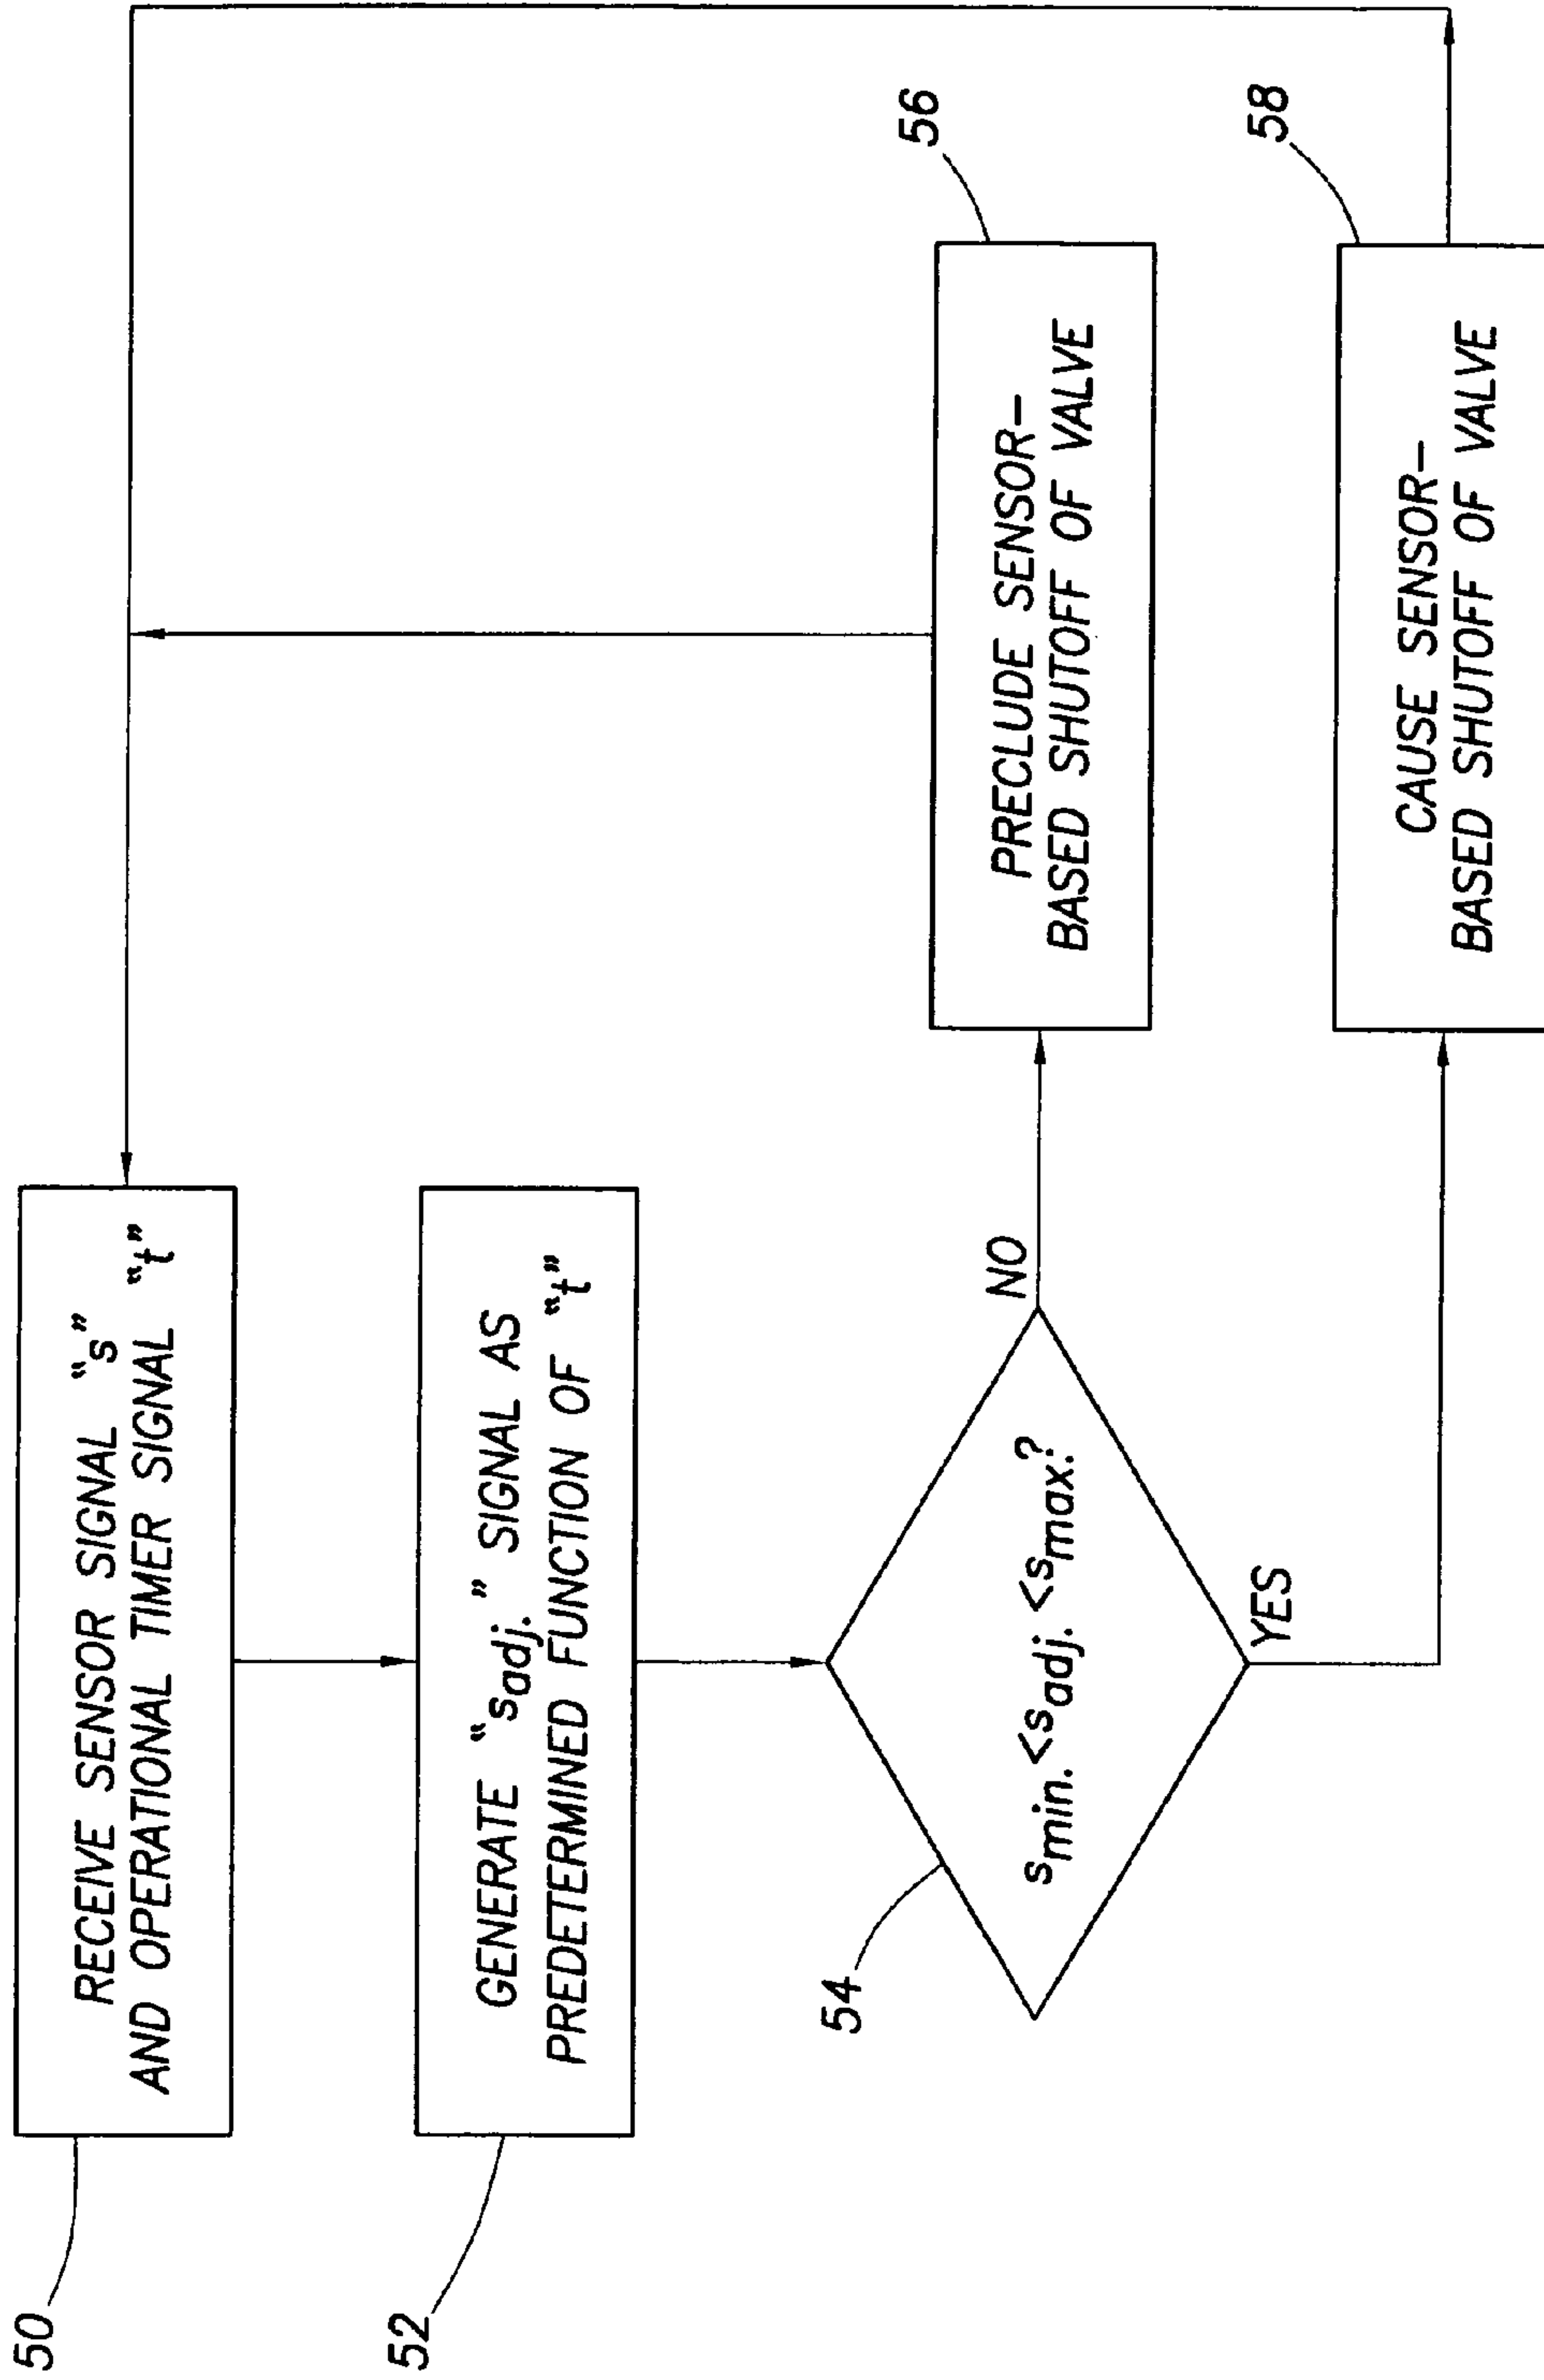 50
RECEIVE SENSOR SIGNAL “s”
AND OPERATIONAL TIMER SIGNAL “t”
52
GENERATE “sadj.” SIGNAL AS
PREDETERMINED FUNCTION OF “t”
54
smin.<sadj.<smax.?
NO
YES
56
PRECLUDE SENSOR–
BASED SHUTOFF OF VALVE
58
CAUSE SENSOR–
BASED SHUTOFF OF VALVE